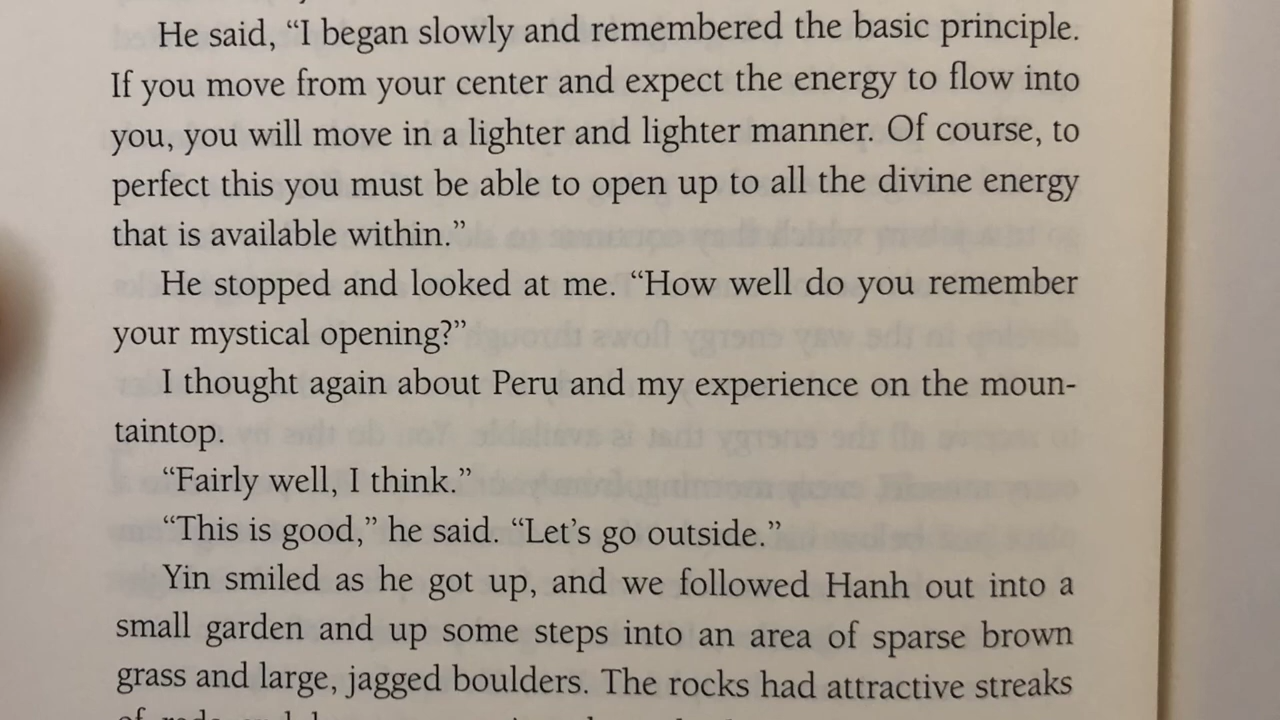 He said, “I began slowly and remembered the basic principle.
If you move from your center and expect the energy to flow into
you, you will move in a lighter and lighter manner. Of course, to
perfect this you must be able to open up to all the divine energy
that is available within.”
He stopped and looked at me. “How well do you remember
your mystical opening?”
I thought again about Peru and my experience on the moun-
taintop.
“Fairly well, I think.”
“This is good,” he said. “Let’s go outside.”
Yin smiled as he got up, and we followed Hanh out into a
small garden and up some steps into an area of sparse brown
grass and large, jagged boulders. The rocks had attractive streaks